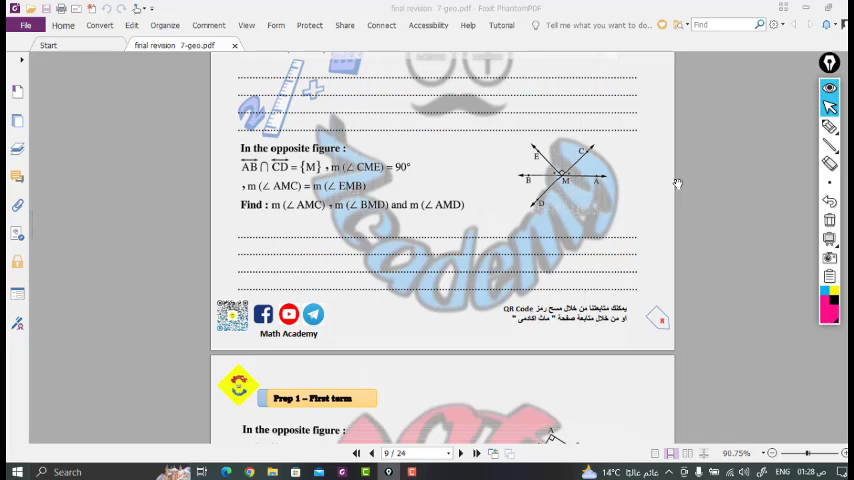 final revision 7-geo.pdf - Foxit PhantomPDF
File Home Convert Edit Organize Comment View Form Protect Share Connect Accessibility Help Tutorial Tell me what you want to do... Find
Start final revision 7-geo.pdf
In the opposite figure :
AB ∩ CD = {M} , m (∠ CME) = 90°
, m (∠ AMC) = m (∠ EMB)
Find : m (∠ AMC) , m (∠ BMD) and m (∠ AMD)
E C
B M A
D
Academy
يمكنك متابعتنا من خلال مسح رمز QR Code
او من خلال متابعة صفحة " ماث اكاديمى "
8
Math Academy
Prep 1 – First term
In the opposite figure :
A
9 / 24
90.75%
Search
14°C غائم غالبًا
ENG
01:28 ص